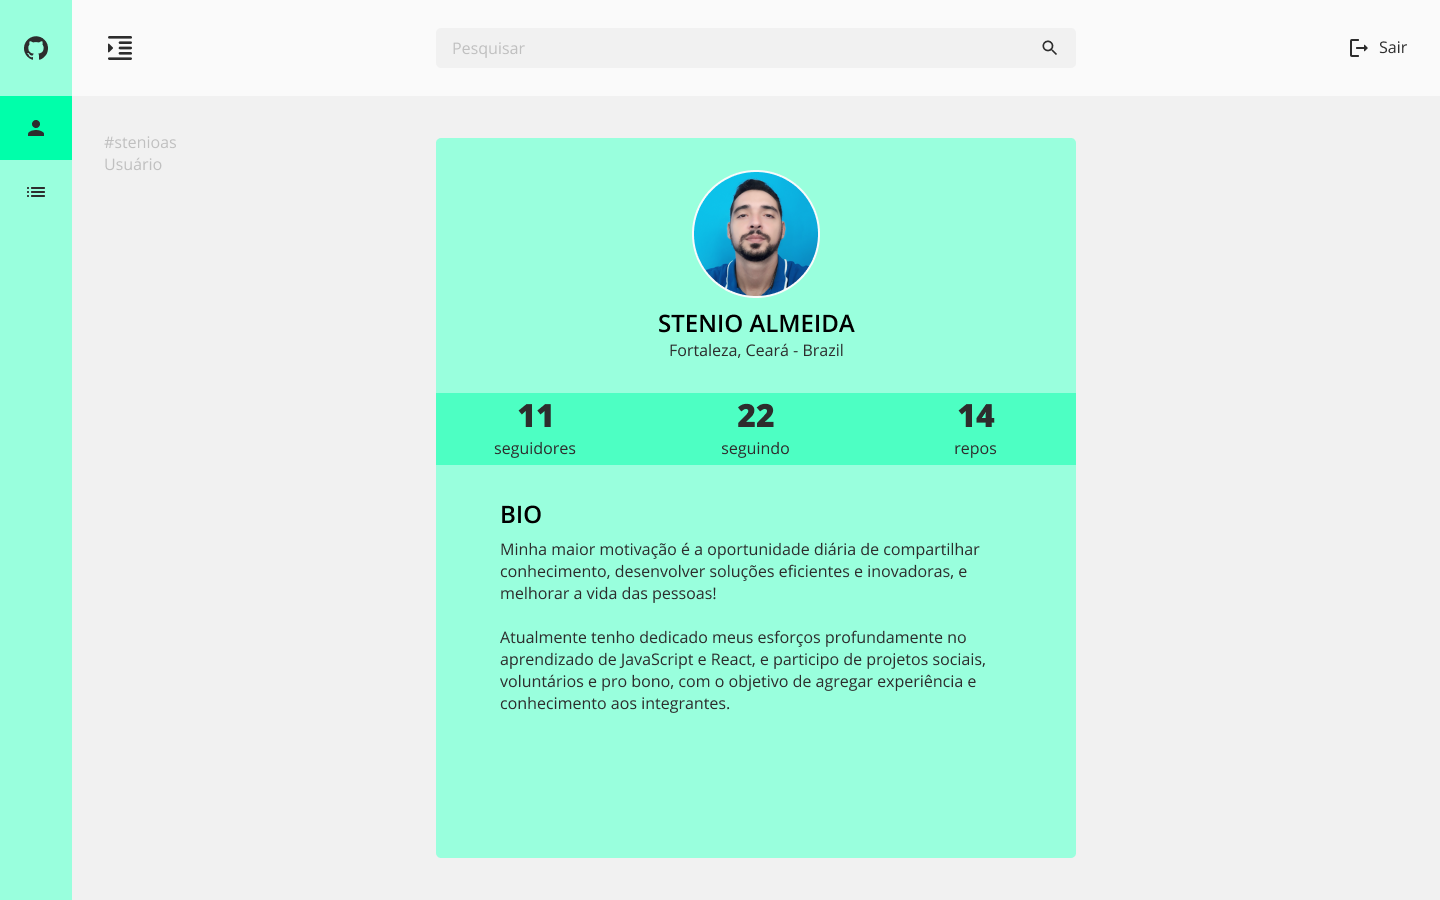 Pesquisar
Sair
#stenioas
Usuário
STENIO ALMEIDA
Fortaleza, Ceará - Brazil
11 22 14
seguidores seguindo repos
BIO
Minha maior motivação é a oportunidade diária de compartilhar
conhecimento, desenvolver soluções eficientes e inovadoras, e
melhorar a vida das pessoas!
Atualmente tenho dedicado meus esforços profundamente no
aprendizado de JavaScript e React, e participo de projetos sociais,
voluntários e pro bono, com o objetivo de agregar experiência e
conhecimento aos integrantes.